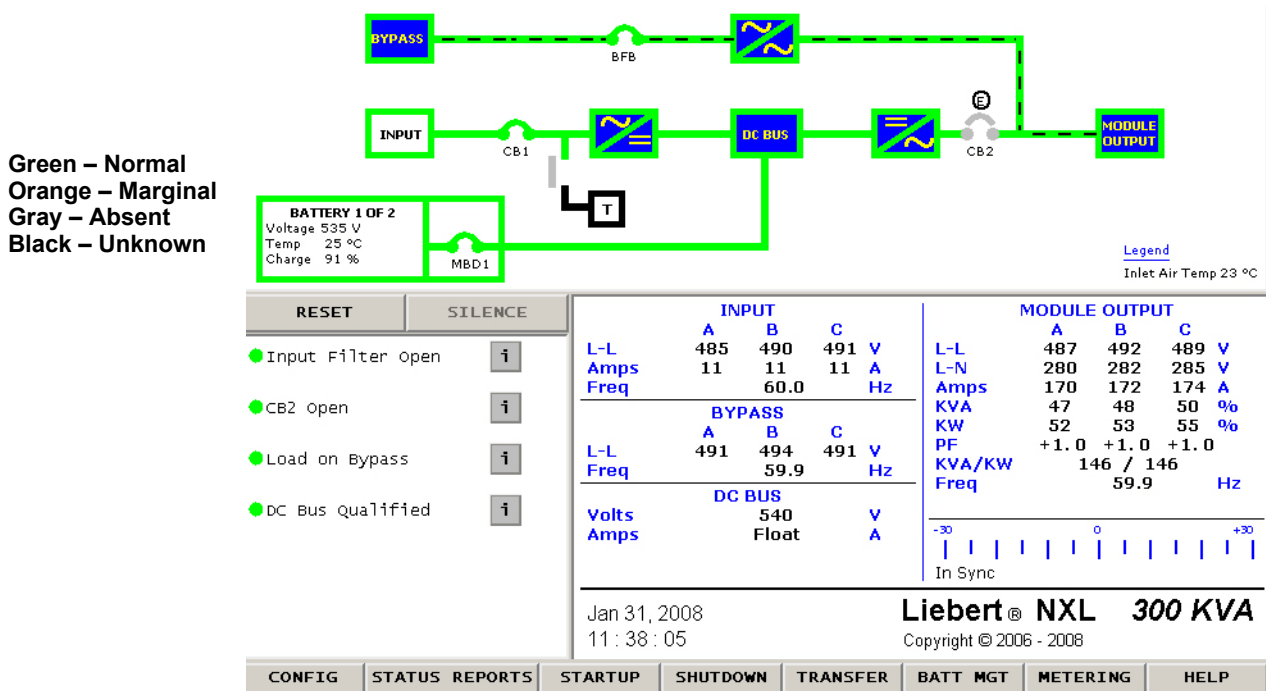 Green – Normal
Orange – Marginal
Gray – Absent
Black – Unknown
BYPASS
BFB
INPUT
CB1
DC BUS
E
CB2
MODULE
OUTPUT
T
BATTERY 1 OF 2
Voltage 535 V
Temp 25 ºC
Charge 91 %
MBD1
Legend
Inlet Air Temp 23 ºC
RESET SILENCE
Input Filter Open i
CB2 Open i
Load on Bypass i
DC Bus Qualified i
INPUT
A B C
L-L 485 490 491 V
Amps 11 11 11 A
Freq 60.0 Hz
BYPASS
A B C
L-L 491 494 491 V
Freq 59.9 Hz
DC BUS
Volts 540 V
Amps Float A
MODULE OUTPUT
A B C
L-L 487 492 489 V
L-N 280 282 285 V
Amps 170 172 174 A
KVA 47 48 50 %
KW 52 53 55 %
PF +1.0 +1.0 +1.0
KVA/KW 146 / 146
Freq 59.9 Hz
-30 0 +30
In Sync
Jan 31, 2008
11 : 38 : 05
Liebert ® NXL 300 KVA
Copyright © 2006 - 2008
CONFIG STATUS REPORTS STARTUP SHUTDOWN TRANSFER BATT MGT METERING HELP